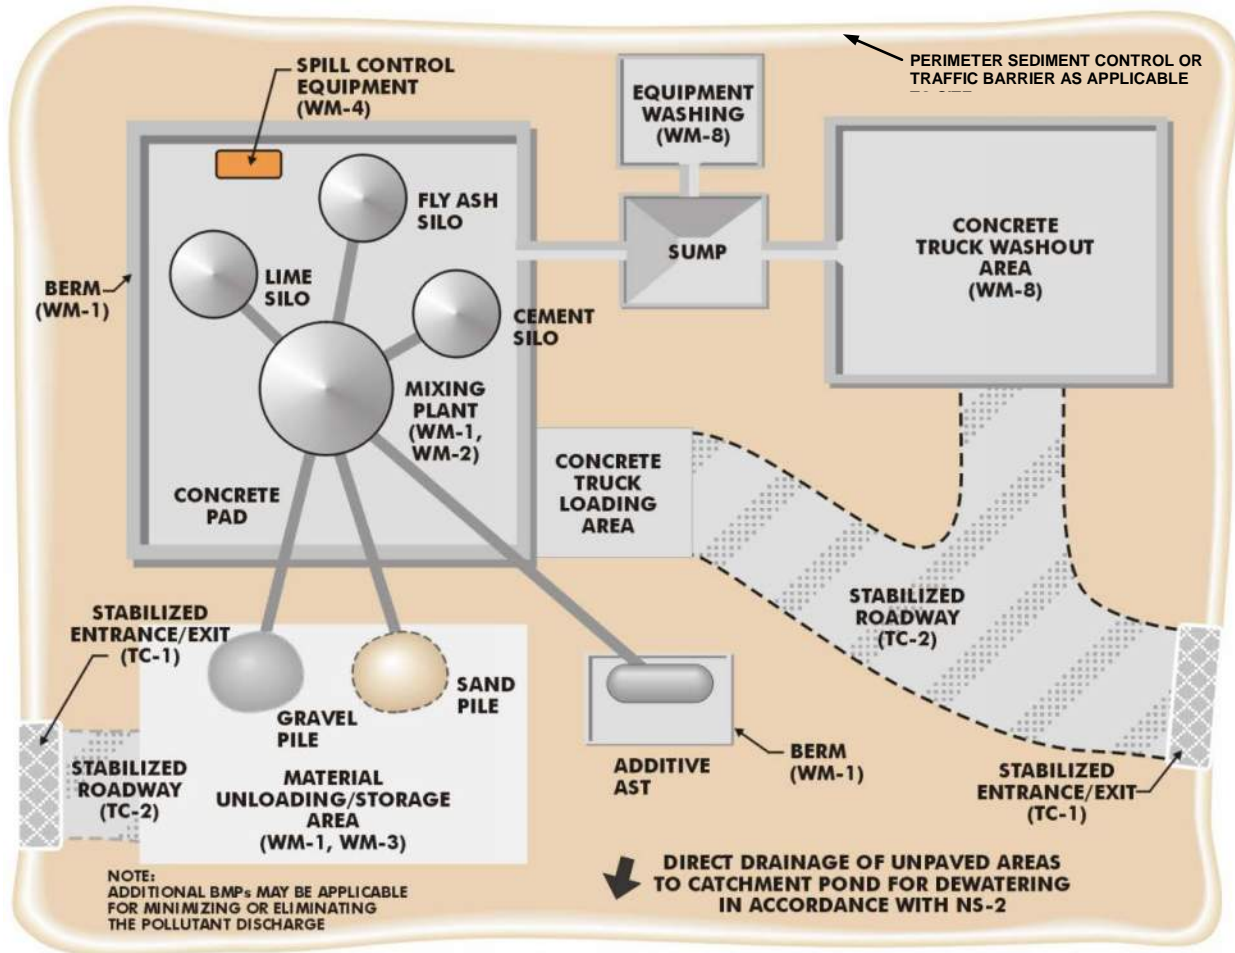 PERIMETER SEDIMENT CONTROL OR
TRAFFIC BARRIER AS APPLICABLE
SPILL CONTROL
EQUIPMENT
(WM-4)
EQUIPMENT
WASHING
(WM-8)
FLY ASH
SILO
SUMP
CONCRETE
TRUCK WASHOUT
AREA
(WM-8)
BERM
(WM-1)
LIME
SILO
CEMENT
SILO
MIXING
PLANT
(WM-1,
WM-2)
CONCRETE
PAD
CONCRETE
TRUCK
LOADING
AREA
STABILIZED
ENTRANCE/EXIT
(TC-1)
STABILIZED
ROADWAY
(TC-2)
GRAVEL
PILE
SAND
PILE
STABILIZED
ROADWAY
(TC-2)
MATERIAL
UNLOADING/STORAGE
AREA
(WM-1, WM-3)
ADDITIVE
AST
BERM
(WM-1)
STABILIZED
ENTRANCE/EXIT
(TC-1)
NOTE:
ADDITIONAL BMPs MAY BE APPLICABLE
FOR MINIMIZING OR ELIMINATING
THE POLLUTANT DISCHARGE
DIRECT DRAINAGE OF UNPAVED AREAS
TO CATCHMENT POND FOR DEWATERING
IN ACCORDANCE WITH NS-2